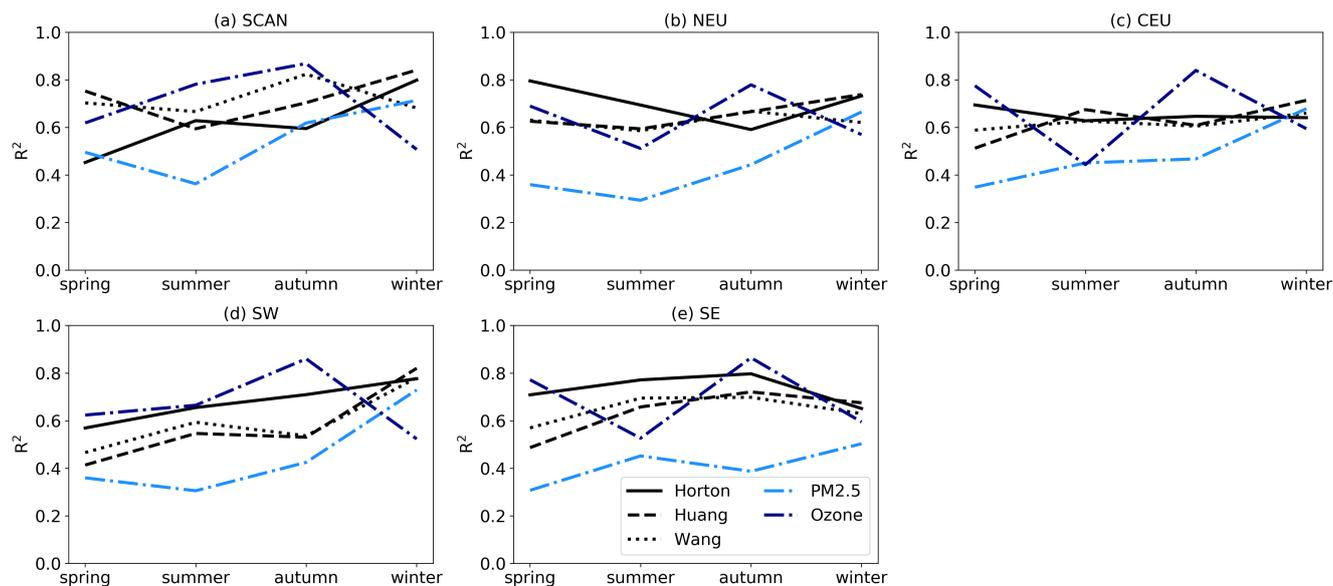 (a) SCAN
1.0
0.8
0.6
0.4
0.2
0.0
R²
spring summer autumn winter
(b) NEU
1.0
0.8
0.6
0.4
0.2
0.0
R²
spring summer autumn winter
(c) CEU
1.0
0.8
0.6
0.4
0.2
0.0
R²
spring summer autumn winter
(d) SW
1.0
0.8
0.6
0.4
0.2
0.0
R²
spring summer autumn winter
(e) SE
1.0
0.8
0.6
0.4
0.2
0.0
R²
Horton PM2.5
Huang Ozone
Wang
spring summer autumn winter